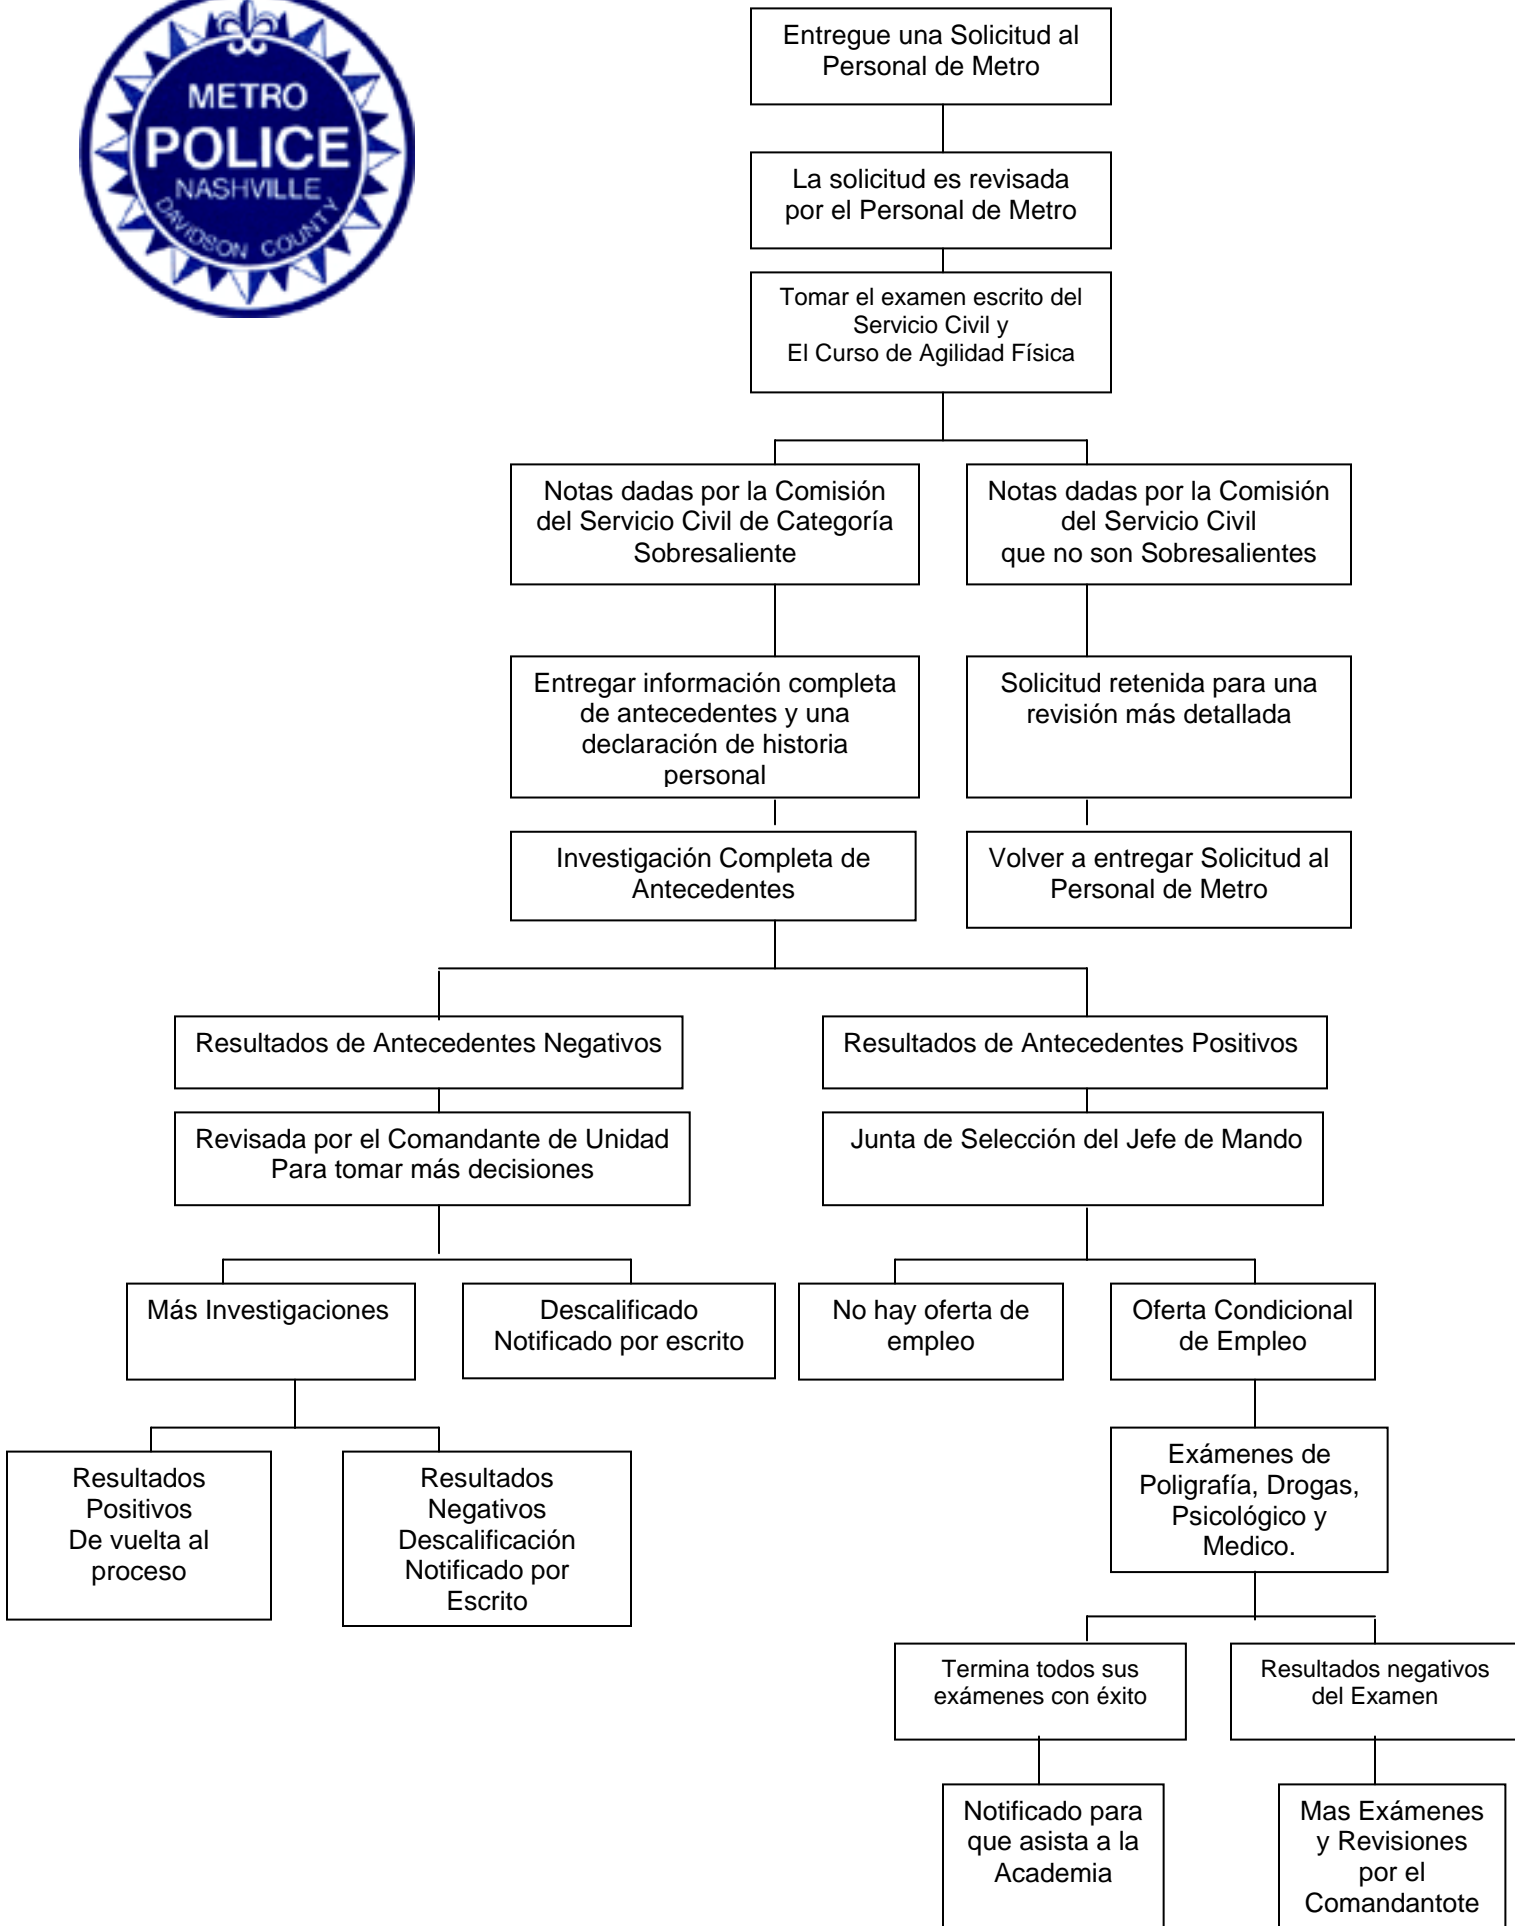 METRO
POLICE
NASHVILLE
DAVIDSON COUNTY
Entregue una Solicitud al
Personal de Metro
La solicitud es revisada
por el Personal de Metro
Tomar el examen escrito del
Servicio Civil y
El Curso de Agilidad Física
Notas dadas por la Comisión
del Servicio Civil de Categoría
Sobresaliente
Notas dadas por la Comisión
del Servicio Civil
que no son Sobresalientes
Entregar información completa
de antecedentes y una
declaración de historia
personal
Solicitud retenida para una
revisión más detallada
Investigación Completa de
Antecedentes
Volver a entregar Solicitud al
Personal de Metro
Resultados de Antecedentes Negativos
Resultados de Antecedentes Positivos
Revisada por el Comandante de Unidad
Para tomar más decisiones
Junta de Selección del Jefe de Mando
Más Investigaciones
Descalificado
Notificado por escrito
No hay oferta de
empleo
Oferta Condicional
de Empleo
Resultados
Positivos
De vuelta al
proceso
Resultados
Negativos
Descalificación
Notificado por
Escrito
Exámenes de
Poligrafía, Drogas,
Psicológico y
Medico.
Termina todos sus
exámenes con éxito
Resultados negativos
del Examen
Notificado para
que asista a la
Academia
Mas Exámenes
y Revisiones
por el
Comandantote